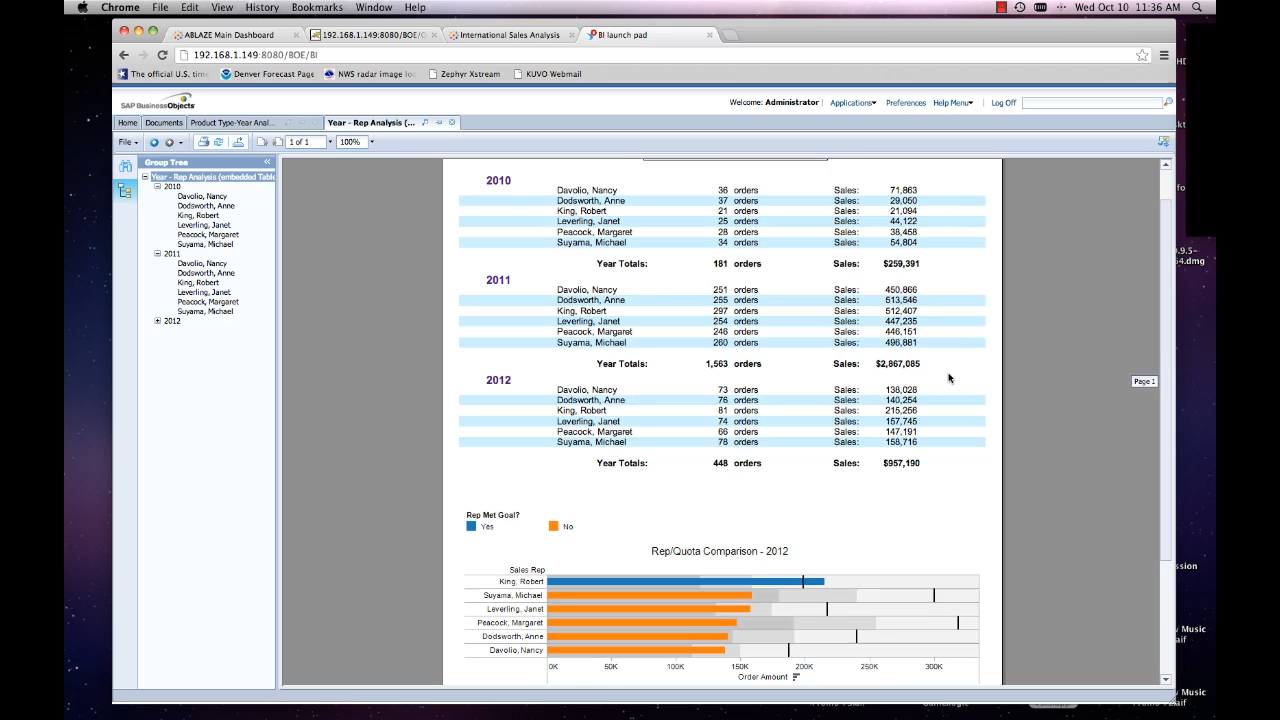 Chrome File Edit View History Bookmarks Window Help Wed Oct 10 11:36 AM
ABLAZE Main Dashboard 192.168.1.149:8080/BOE/ International Sales Analysis BI launch pad
192.168.1.149:8080/BOE/BI
The official U.S. time Denver Forecast Page NWS radar image lo Zephyr Xstream KUVO Webmail
SAP BusinessObjects Welcome: Administrator Applications Preferences Help Menu Log Off
Home Documents Product Type-Year Anal... Year - Rep Analysis (...
File 1 of 1 100%
Group Tree
Year - Rep Analysis (embedded Table
2010
Davolio, Nancy
Dodsworth, Anne
King, Robert
Leverling, Janet
Peacock, Margaret
Suyama, Michael
2011
Davolio, Nancy
Dodsworth, Anne
King, Robert
Leverling, Janet
Peacock, Margaret
Suyama, Michael
2012
2010
Davolio, Nancy 36 orders Sales: 71,863
Dodsworth, Anne 37 orders Sales: 29,050
King, Robert 21 orders Sales: 21,094
Leverling, Janet 25 orders Sales: 44,122
Peacock, Margaret 28 orders Sales: 38,458
Suyama, Michael 34 orders Sales: 54,804
Year Totals: 181 orders Sales: $259,391
2011
Davolio, Nancy 251 orders Sales: 450,866
Dodsworth, Anne 255 orders Sales: 513,546
King, Robert 297 orders Sales: 512,407
Leverling, Janet 254 orders Sales: 447,235
Peacock, Margaret 246 orders Sales: 446,151
Suyama, Michael 260 orders Sales: 496,881
Year Totals: 1,563 orders Sales: $2,867,085
2012
Davolio, Nancy 73 orders Sales: 138,028
Dodsworth, Anne 76 orders Sales: 140,254
King, Robert 81 orders Sales: 215,256
Leverling, Janet 74 orders Sales: 157,745
Peacock, Margaret 66 orders Sales: 147,191
Suyama, Michael 78 orders Sales: 158,716
Year Totals: 448 orders Sales: $957,190
Page 1
Rep Met Goal?
Yes No
Rep/Quota Comparison - 2012
Sales Rep
King, Robert
Suyama, Michael
Leverling, Janet
Peacock, Margaret
Dodsworth, Anne
Davolio, Nancy
0K 50K 100K 150K 200K 250K 300K
Order Amount
HD
kt
fo
0.9.5-
64.dmg
ssion
w Music
aif
w Music